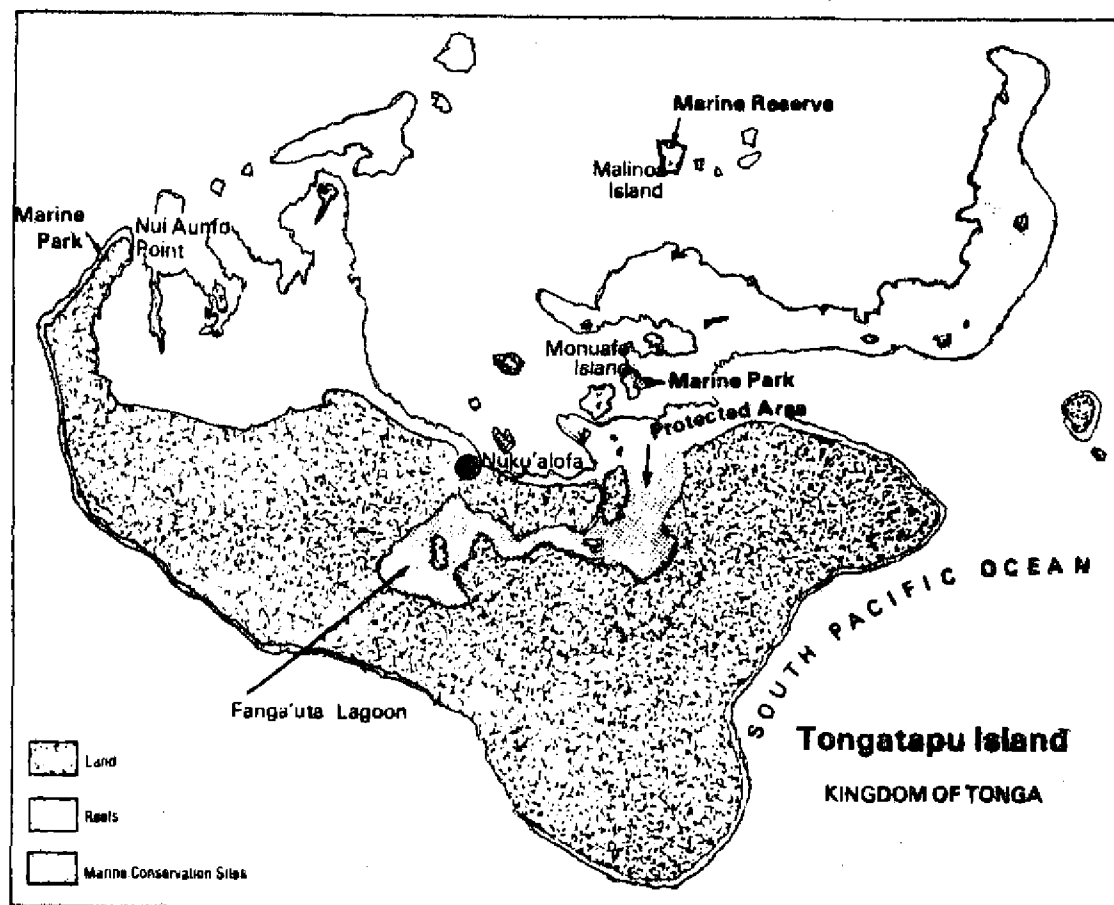 Marine Reserve
Malinoa
Island
Marine
Park
Nui Aunfo
Point
Monuafe
Island
Marine Park
Protected Area
Nuku'alofa
SOUTH PACIFIC OCEAN
Fanga'uta Lagoon
Tongatapu Island
KINGDOM OF TONGA
Land
Reefs
Marine Conservation Sites